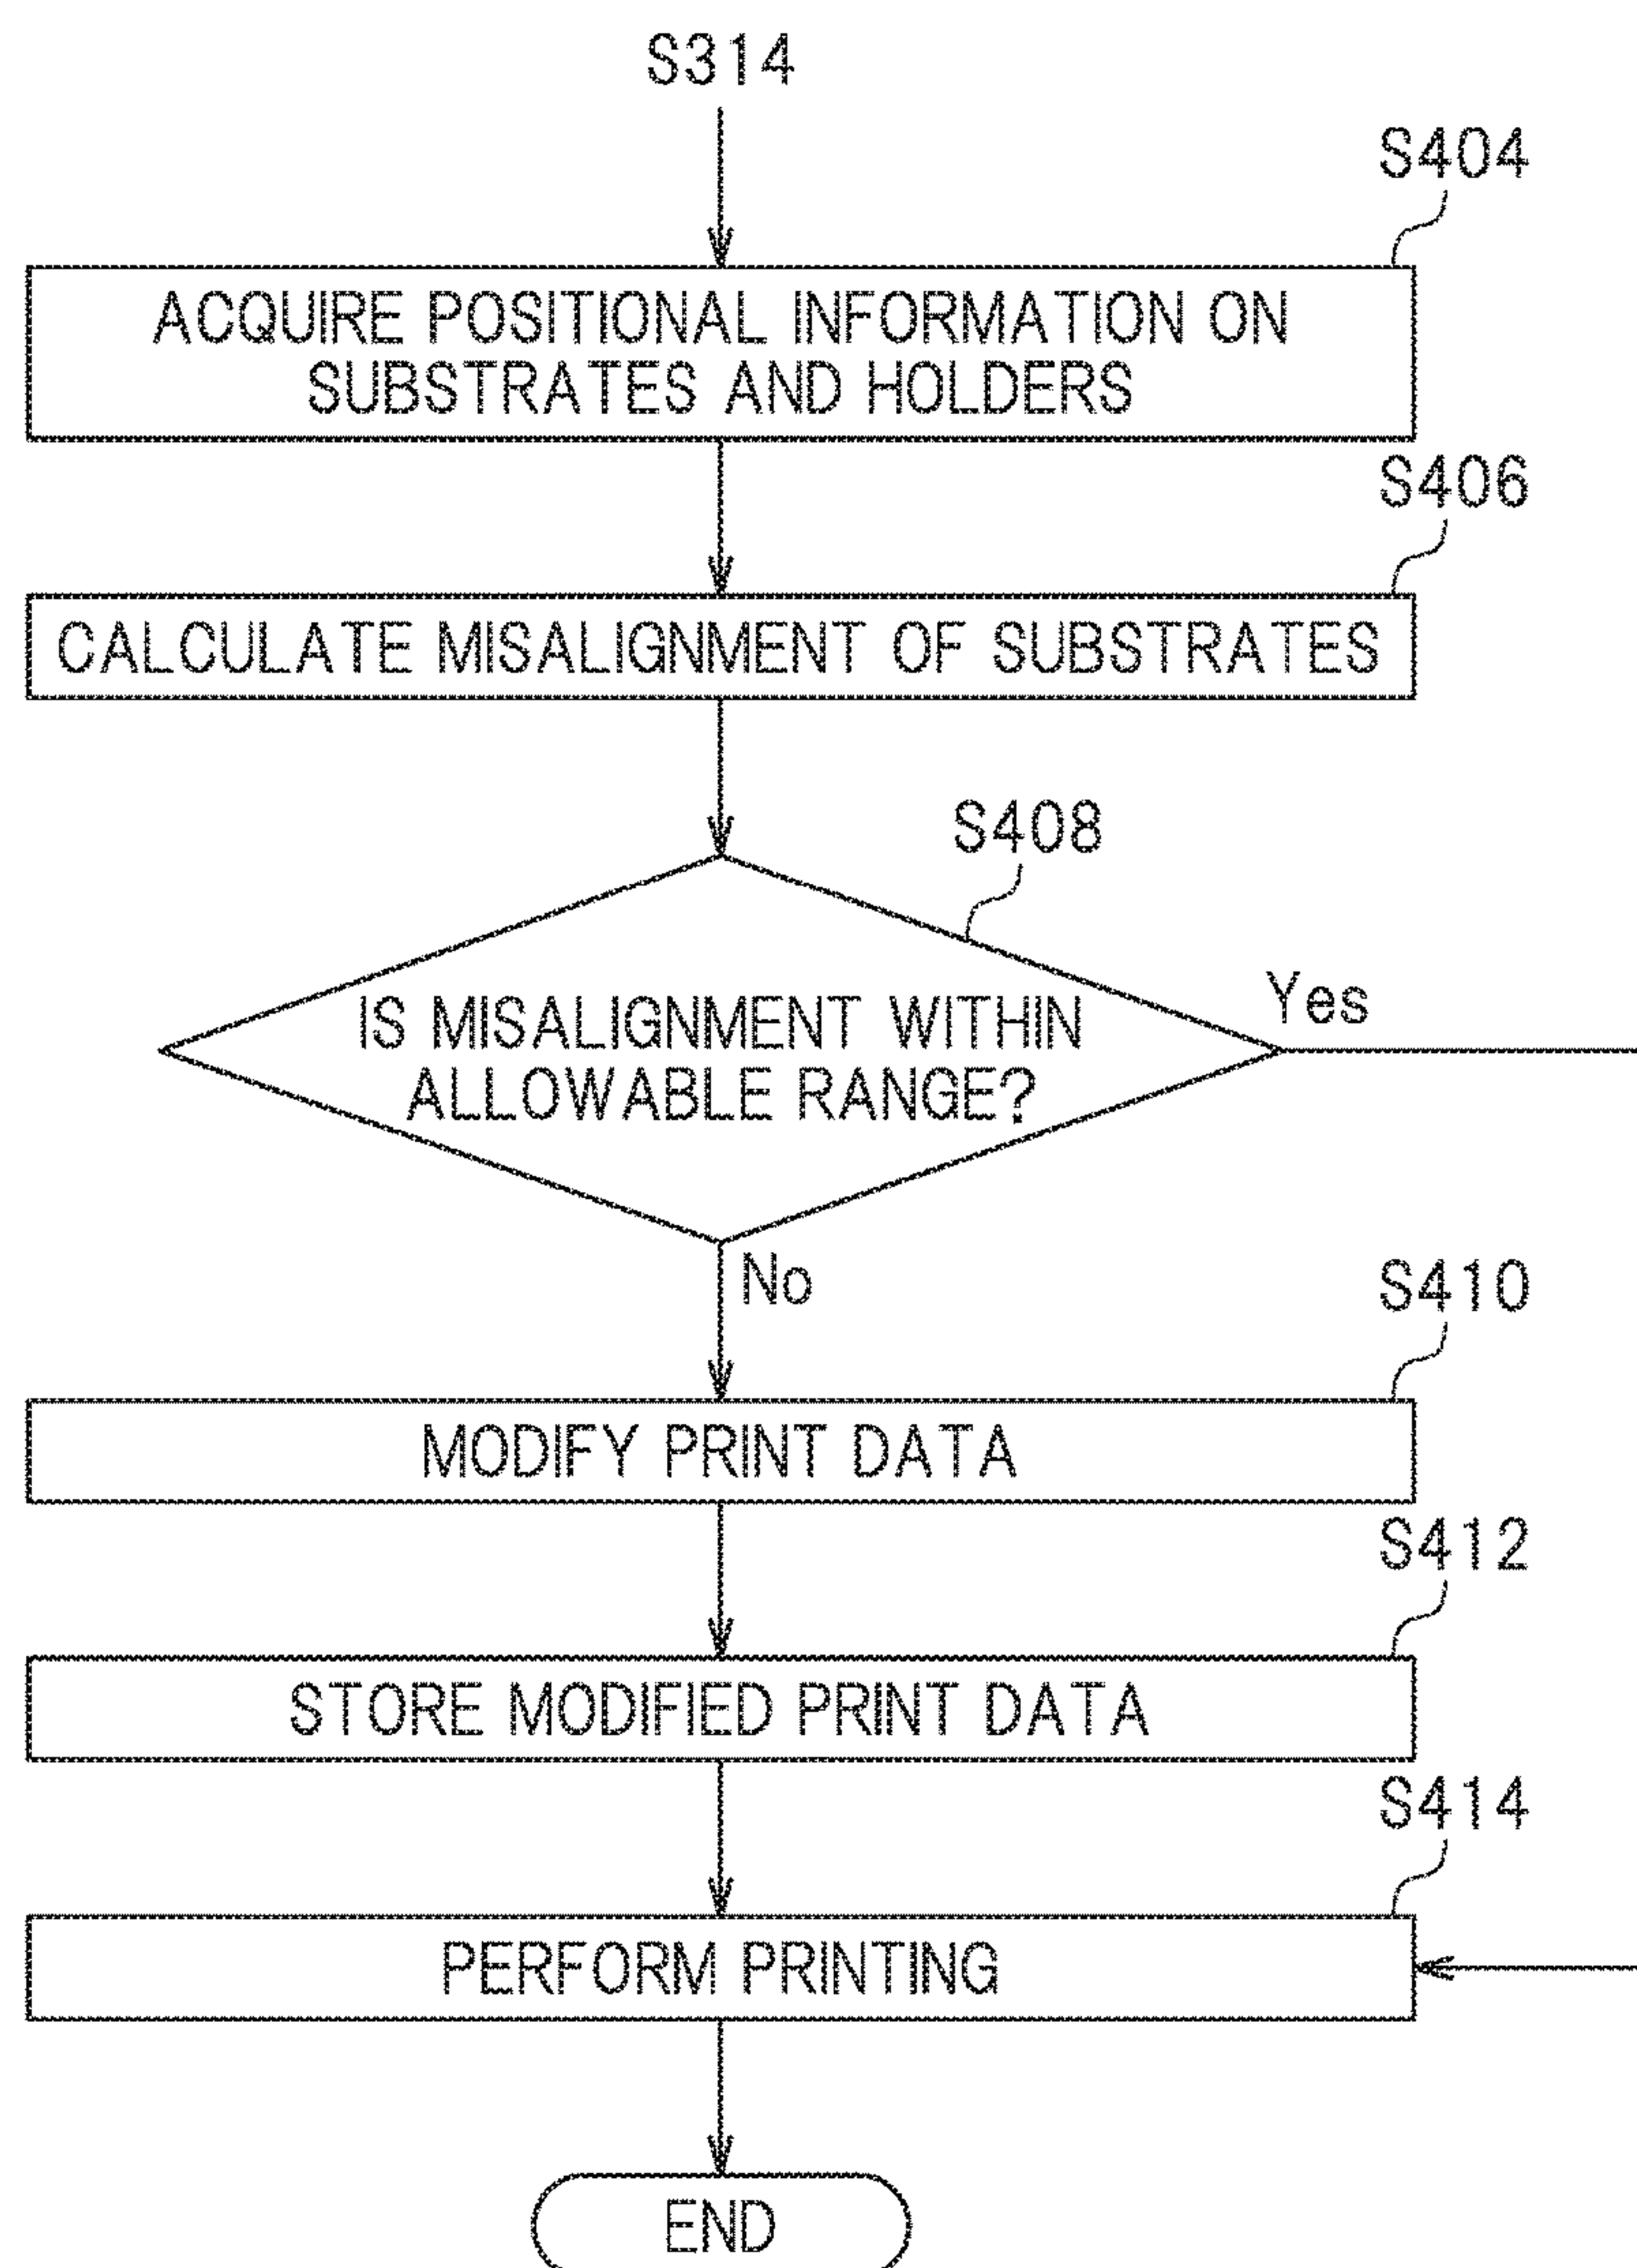 S314
S404
ACQUIRE POSITIONAL INFORMATION ON
SUBSTRATES AND HOLDERS
S406
CALCULATE MISALIGNMENT OF SUBSTRATES
S408
IS MISALIGNMENT WITHIN
ALLOWABLE RANGE?
Yes
No
S410
MODIFY PRINT DATA
S412
STORE MODIFIED PRINT DATA
S414
PERFORM PRINTING
END